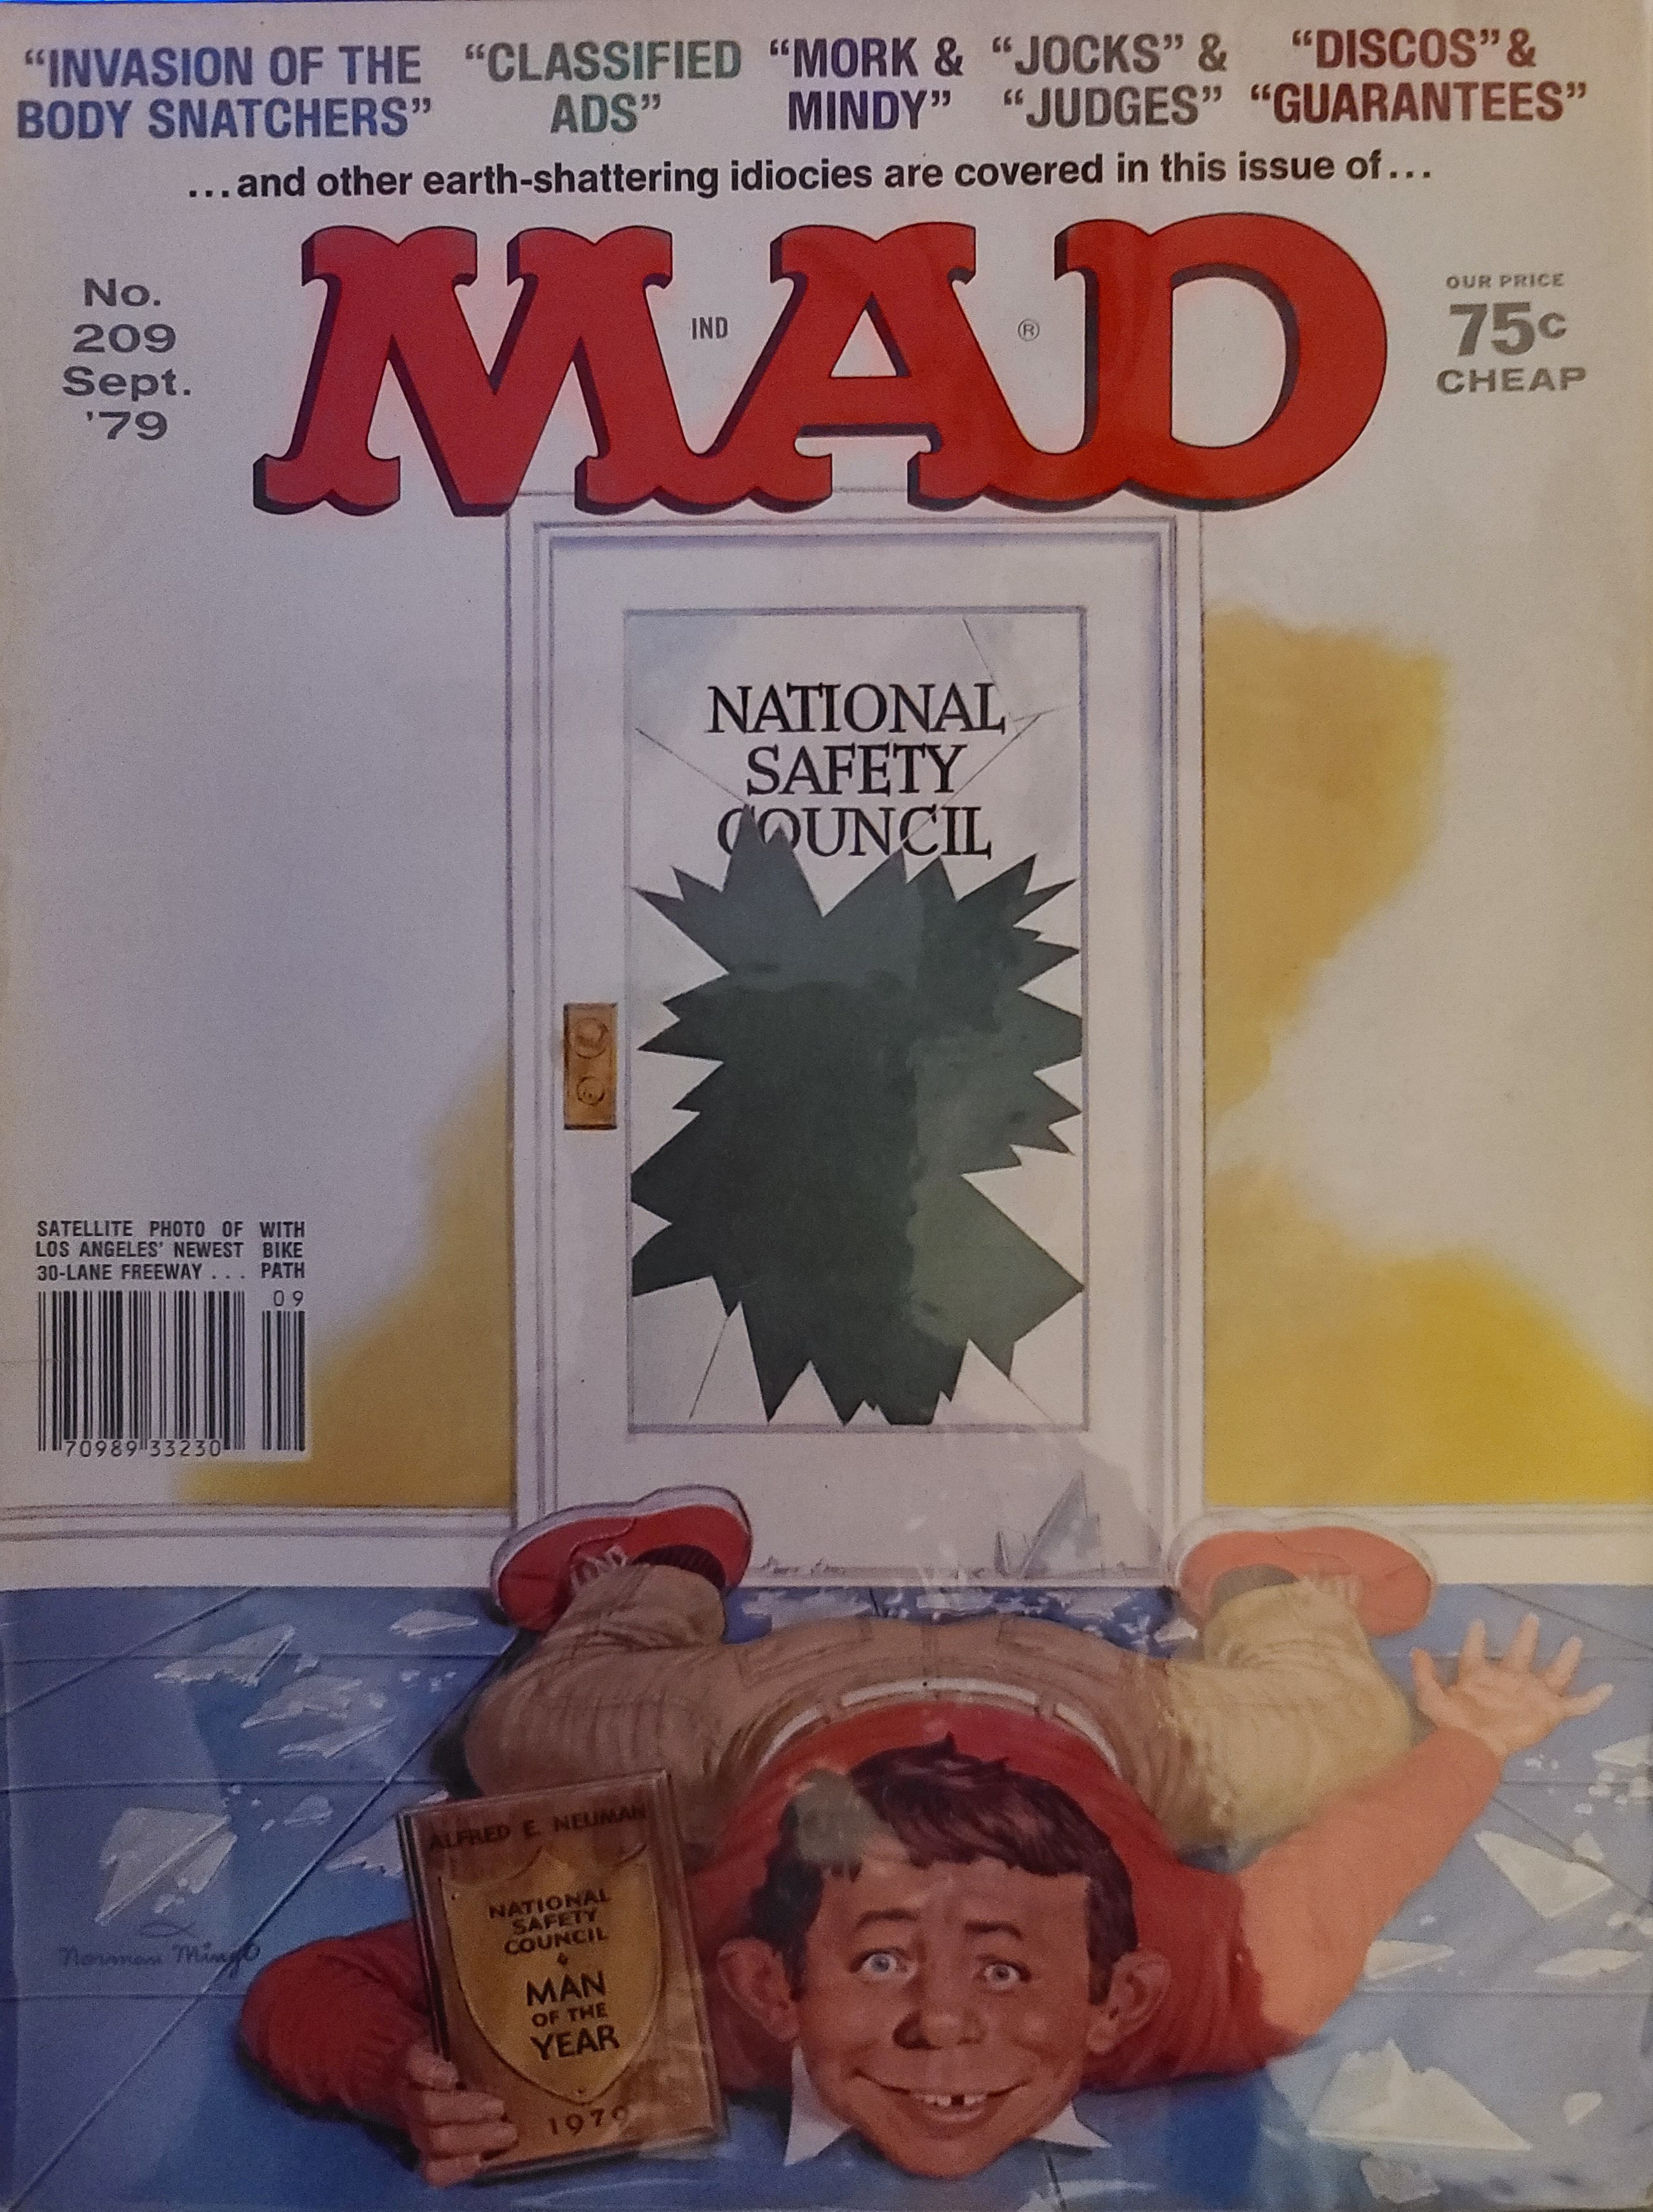 “INVASION OF THE
BODY SNATCHERS”
“CLASSIFIED
ADS”
“MORK &
MINDY”
“JOCKS” &
“JUDGES”
“DISCOS” &
“GUARANTEES”
...and other earth-shattering idiocies are covered in this issue of...
No.
209
Sept.
’79
MAD
IND
®
OUR PRICE
75c
CHEAP
NATIONAL
SAFETY
COUNCIL
SATELLITE PHOTO OF
LOS ANGELES’ NEWEST
30-LANE FREEWAY...
WITH
BIKE
PATH
09
70989 33230
ALFRED E. NEUMAN
NATIONAL
SAFETY
COUNCIL
MAN
OF THE
YEAR
1979
Norman Mingo